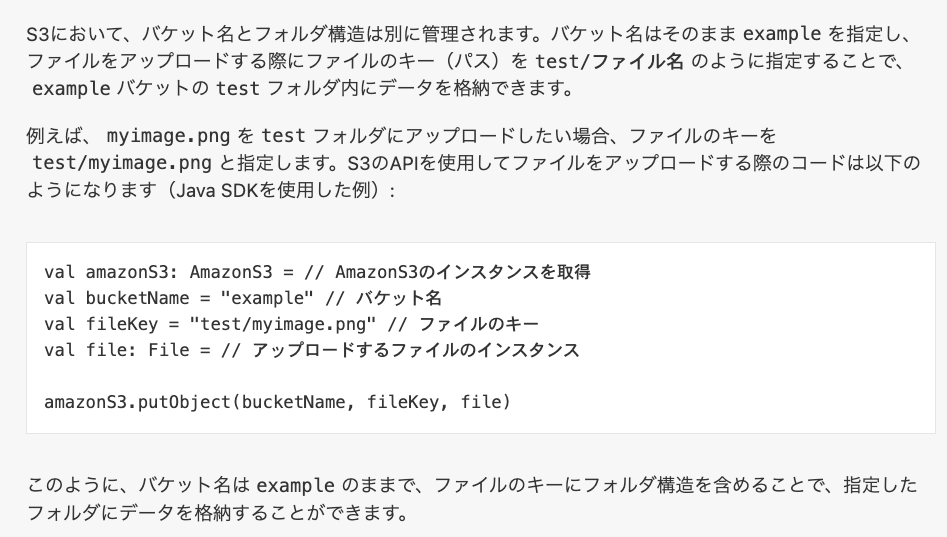 S3において、バケット名とフォルダ構造は別に管理されます。バケット名はそのまま example を指定し、
ファイルをアップロードする際にファイルのキー（パス）を test/ファイル名 のように指定することで、
example バケットの test フォルダ内にデータを格納できます。
例えば、 myimage.png を test フォルダにアップロードしたい場合、ファイルのキーを
test/myimage.png と指定します。S3のAPIを使用してファイルをアップロードする際のコードは以下の
ようになります（Java SDKを使用した例）:
val amazonS3: AmazonS3 = // AmazonS3のインスタンスを取得
val bucketName = "example" // バケット名
val fileKey = "test/myimage.png" // ファイルのキー
val file: File = // アップロードするファイルのインスタンス
amazonS3.putObject(bucketName, fileKey, file)
このように、バケット名は example のままで、ファイルのキーにフォルダ構造を含めることで、指定した
フォルダにデータを格納することができます。